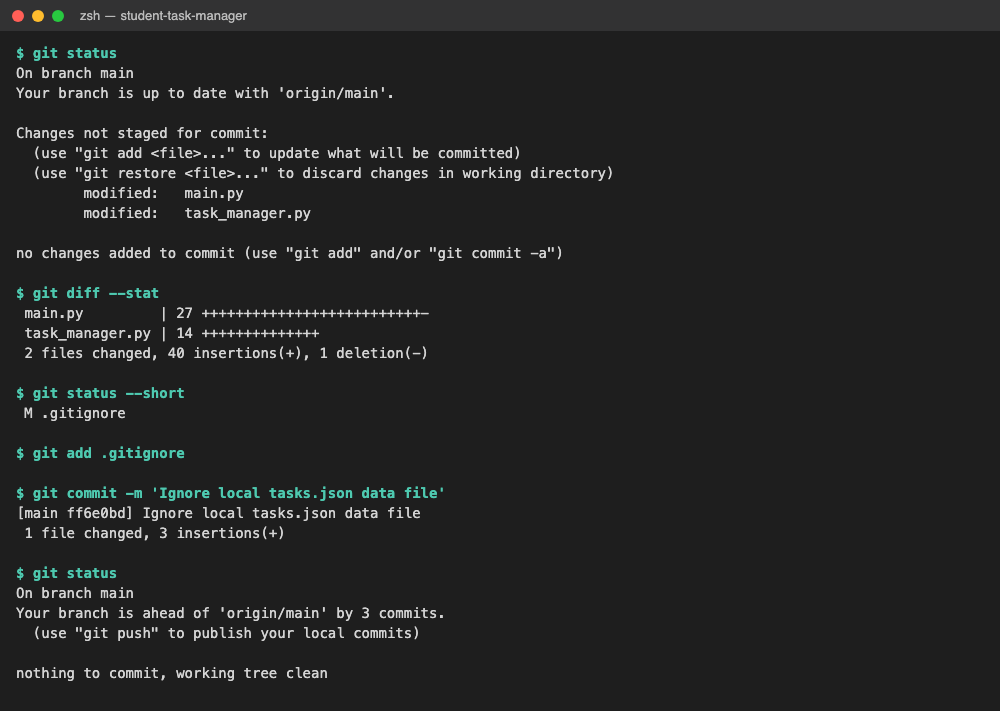 zsh — student-task-manager
$ git status
On branch main
Your branch is up to date with 'origin/main'.
Changes not staged for commit:
  (use "git add <file>..." to update what will be committed)
  (use "git restore <file>..." to discard changes in working directory)
        modified:   main.py
        modified:   task_manager.py
no changes added to commit (use "git add" and/or "git commit -a")
$ git diff --stat
 main.py         | 27 ++++++++++++++++++++++++++-
 task_manager.py | 14 ++++++++++++++
 2 files changed, 40 insertions(+), 1 deletion(-)
$ git status --short
 M .gitignore
$ git add .gitignore
$ git commit -m 'Ignore local tasks.json data file'
[main ff6e0bd] Ignore local tasks.json data file
 1 file changed, 3 insertions(+)
$ git status
On branch main
Your branch is ahead of 'origin/main' by 3 commits.
  (use "git push" to publish your local commits)
nothing to commit, working tree clean